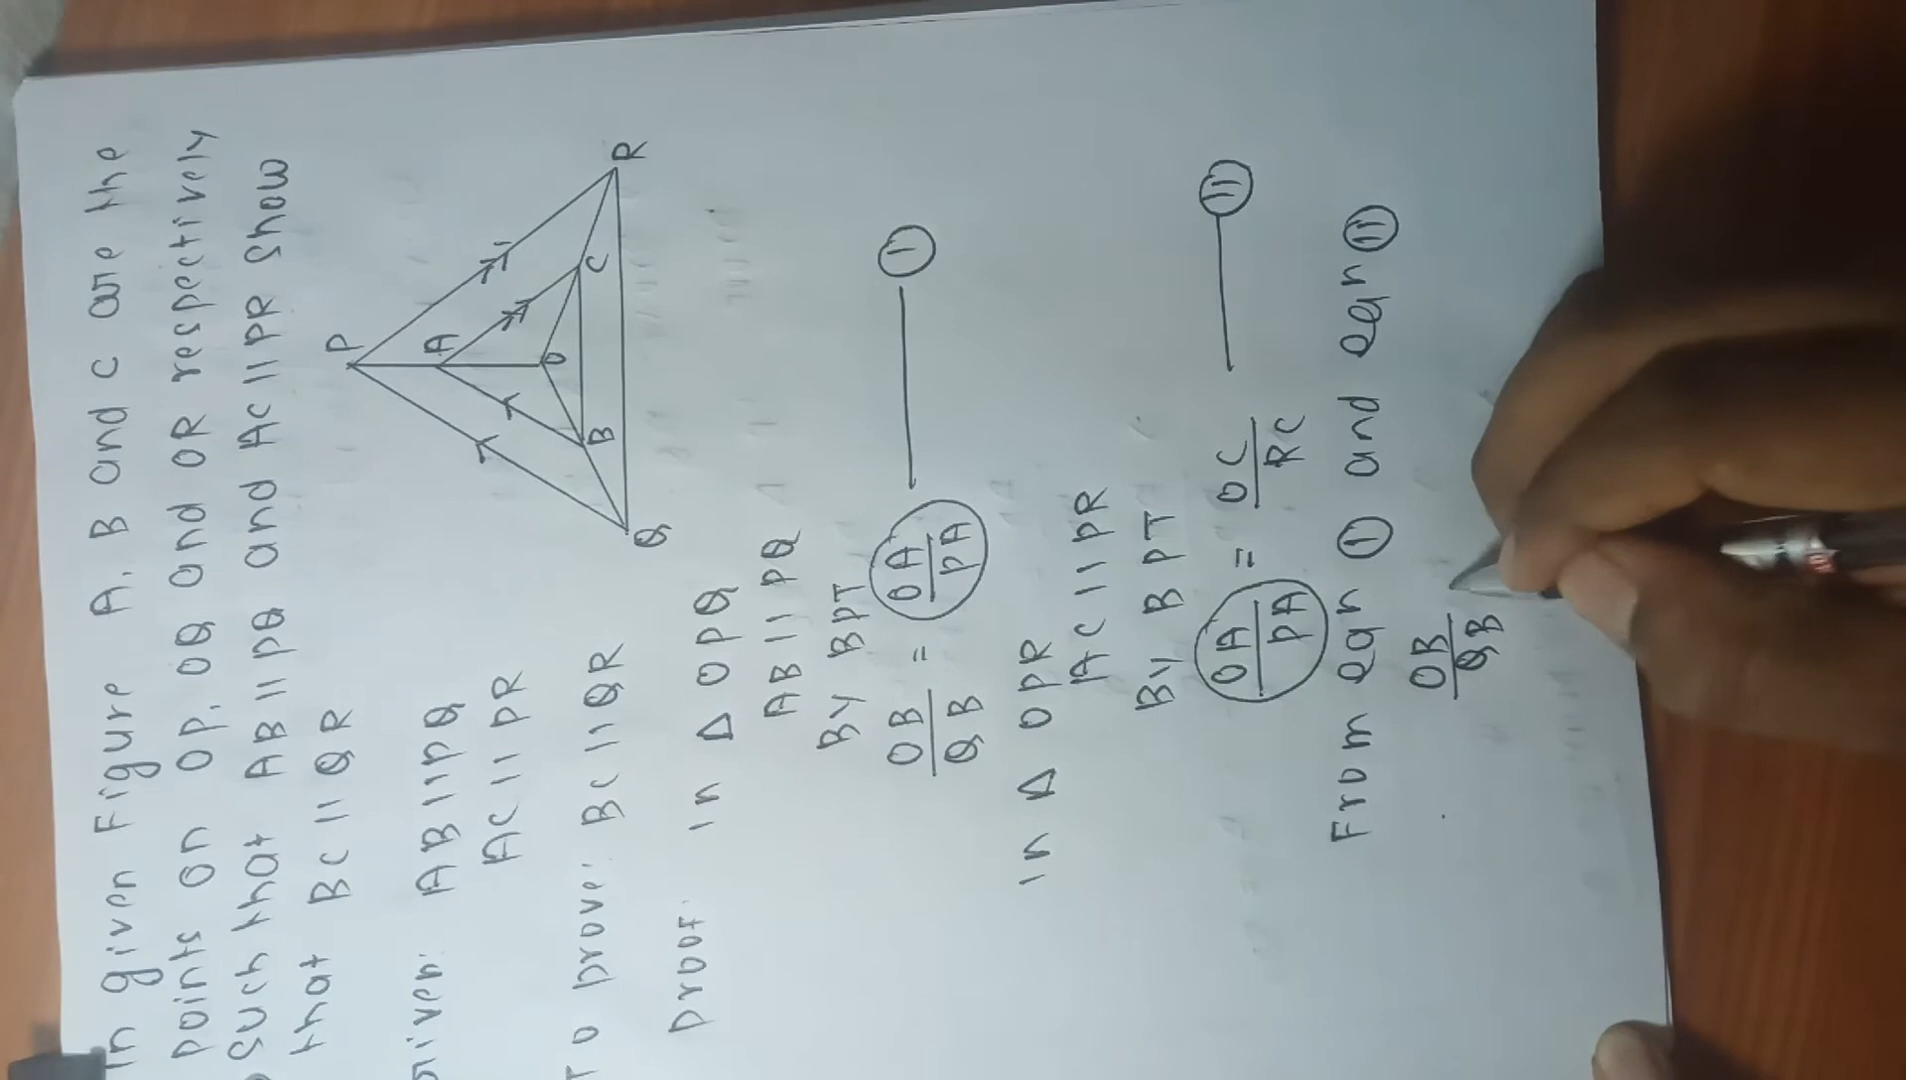 In given Figure A, B and C are the
points on OP, OQ and OR respectively
such that AB || PQ and AC || PR show
that BC || QR
P
A
R
C
O
B
Q
Given: AB || PQ
AC || PR
To prove: BC || QR
Proof: In Δ OPQ
AB || PQ
By BPT
OB/QB = OA/PA —— (I)
In Δ OPR
AC || PR
By BPT
OA/PA = OC/RC —— (II)
From eqn (I) and eqn (II)
OB/QB